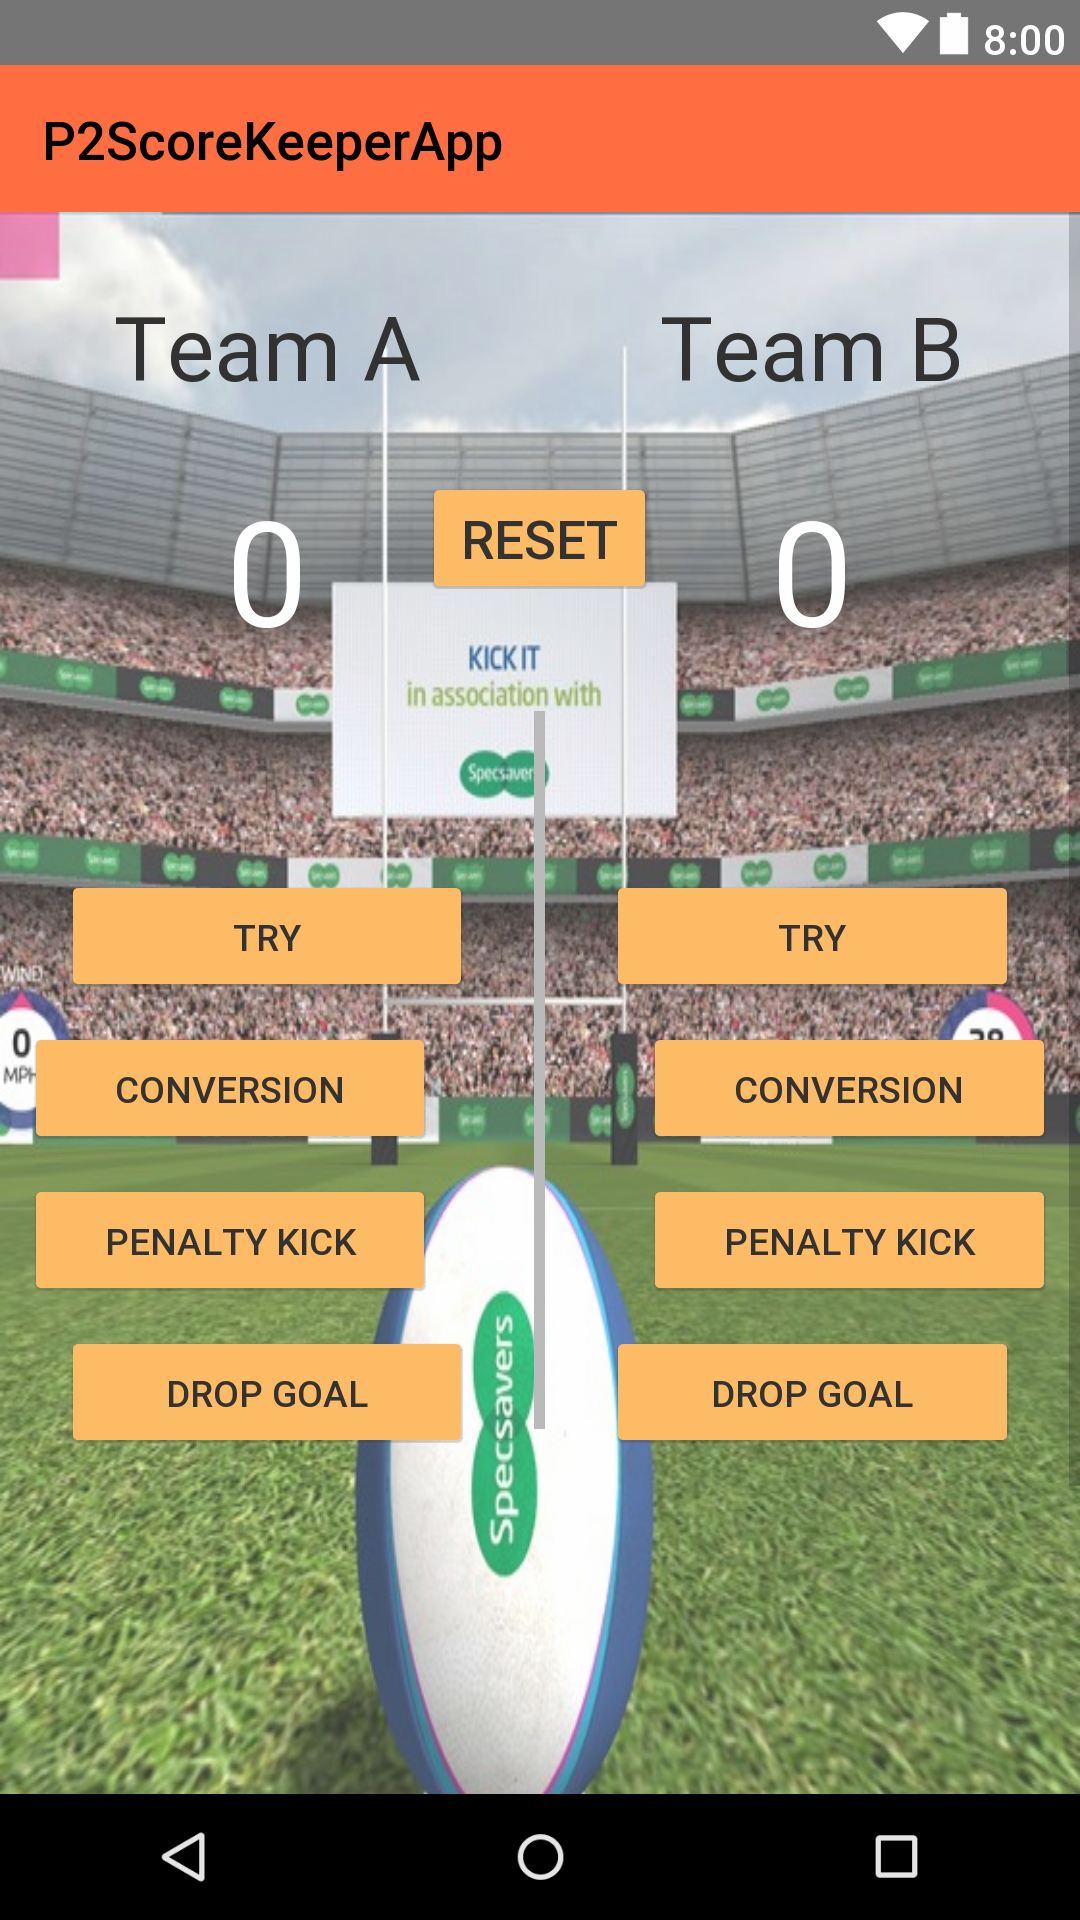 8:00
P2ScoreKeeperApp
Team A
Team B
0
RESET
0
KICK IT
in association with
Specsavers
TRY
TRY
WIND
0
MPH
CONVERSION
CONVERSION
PENALTY KICK
PENALTY KICK
Specsavers
DROP GOAL
DROP GOAL